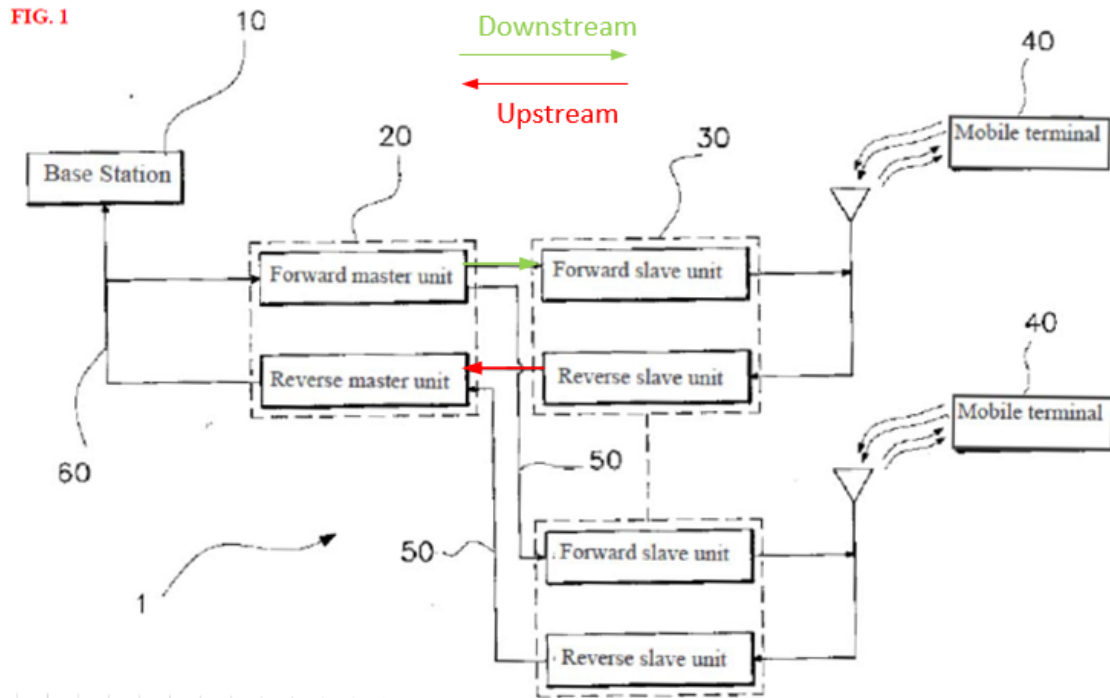 FIG. 1
10
Downstream
Upstream
40
Mobile terminal
Base Station
20
30
Forward master unit
Forward slave unit
Reverse master unit
Reverse slave unit
40
Mobile terminal
60
50
50
Forward slave unit
1
Reverse slave unit